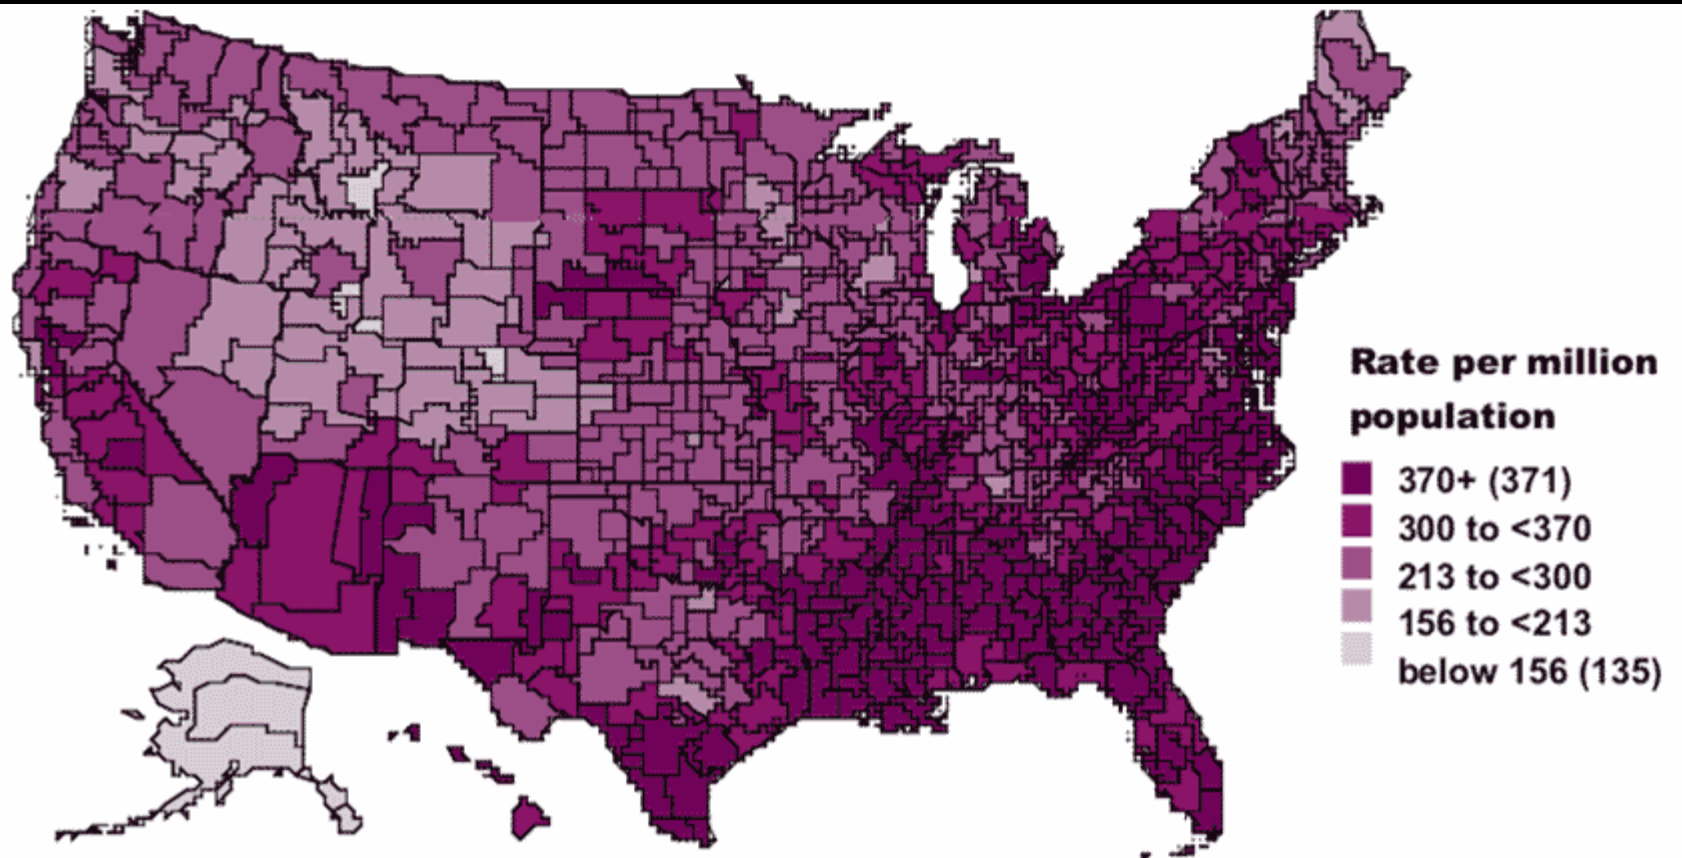 Rate per million
population
370+ (371)
300 to <370
213 to <300
156 to <213
below 156 (135)